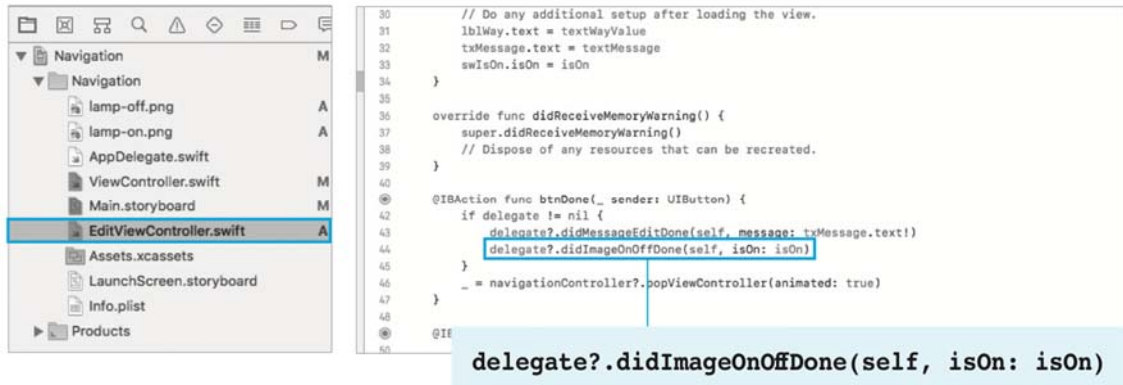 Navigation M
Navigation
lamp-off.png A
lamp-on.png A
AppDelegate.swift
ViewController.swift M
Main.storyboard M
EditViewController.swift A
Assets.xcassets
LaunchScreen.storyboard
Info.plist
Products
30 // Do any additional setup after loading the view.
31 lblWay.text = textWayValue
32 txMessage.text = textMessage
33 swIsOn.isOn = isOn
34 }
35
36 override func didReceiveMemoryWarning() {
37 super.didReceiveMemoryWarning()
38 // Dispose of any resources that can be recreated.
39 }
40
@IBAction func btnDone(_ sender: UIButton) {
42 if delegate != nil {
43 delegate?.didMessageEditDone(self, message: txMessage.text!)
44 delegate?.didImageOnOffDone(self, isOn: isOn)
45 }
46 _ = navigationController?.popViewController(animated: true)
47 }
48
50
delegate?.didImageOnOffDone(self, isOn: isOn)